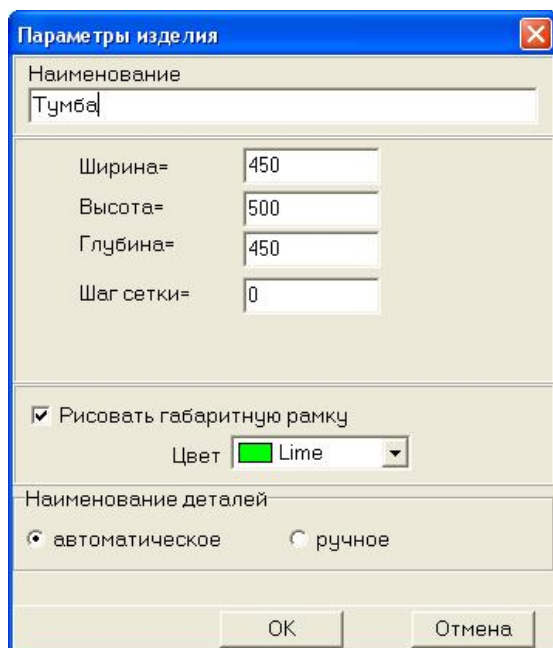 Параметры изделия
Наименование
Тумба
Ширина= 450
Высота= 500
Глубина= 450
Шаг сетки= 0
Рисовать габаритную рамку
Цвет Lime
Наименование деталей
автоматическое ручное
OK Отмена